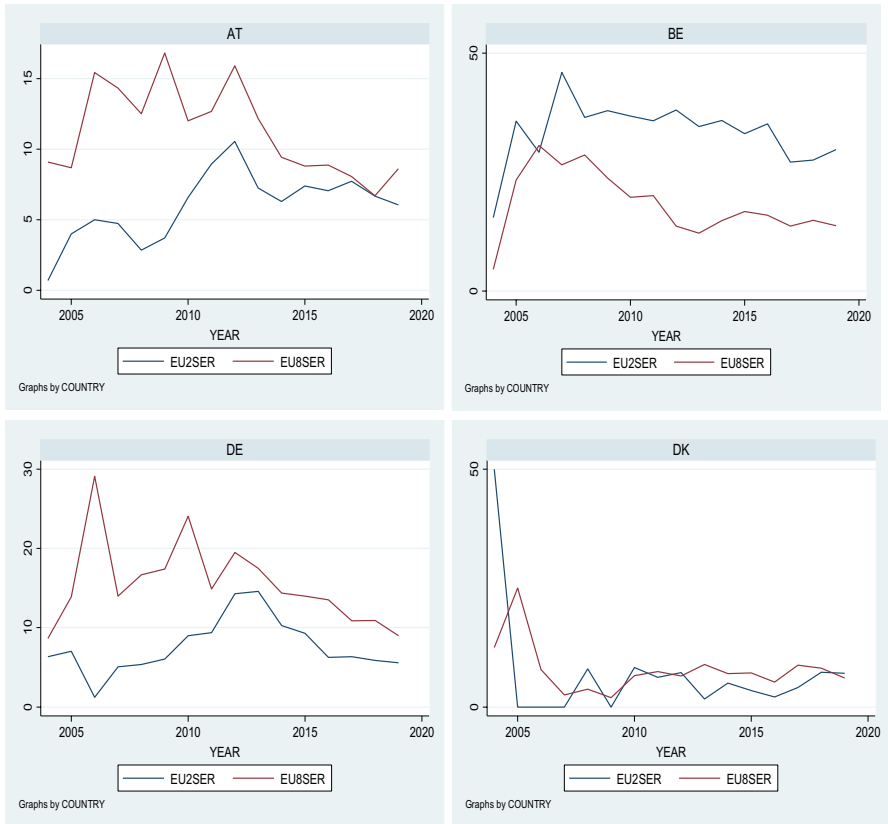 AT
15
10
5
0
2005 2010 2015 2020
YEAR
EU2SER EU8SER
Graphs by COUNTRY
BE
50
0
2005 2010 2015 2020
YEAR
EU2SER EU8SER
Graphs by COUNTRY
DE
30
20
10
0
2005 2010 2015 2020
YEAR
EU2SER EU8SER
Graphs by COUNTRY
DK
50
0
2005 2010 2015 2020
YEAR
EU2SER EU8SER
Graphs by COUNTRY